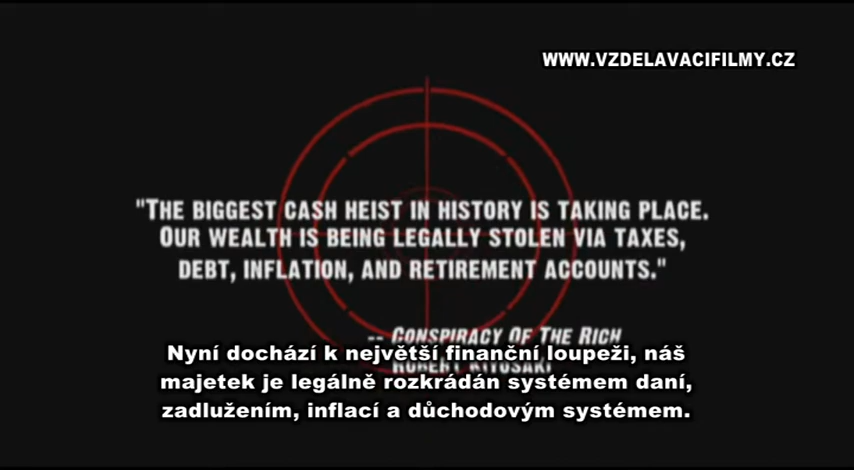 WWW.VZDELAVACIFILMY.CZ
"THE BIGGEST CASH HEIST IN HISTORY IS TAKING PLACE.
OUR WEALTH IS BEING LEGALLY STOLEN VIA TAXES,
DEBT, INFLATION, AND RETIREMENT ACCOUNTS."
-- CONSPIRACY OF THE RICH
ROBERT KIYOSAKI
Nyní dochází k největší finanční loupeži, náš
majetek je legálně rozkrádán systémem daní,
zadlužením, inflací a důchodovým systémem.